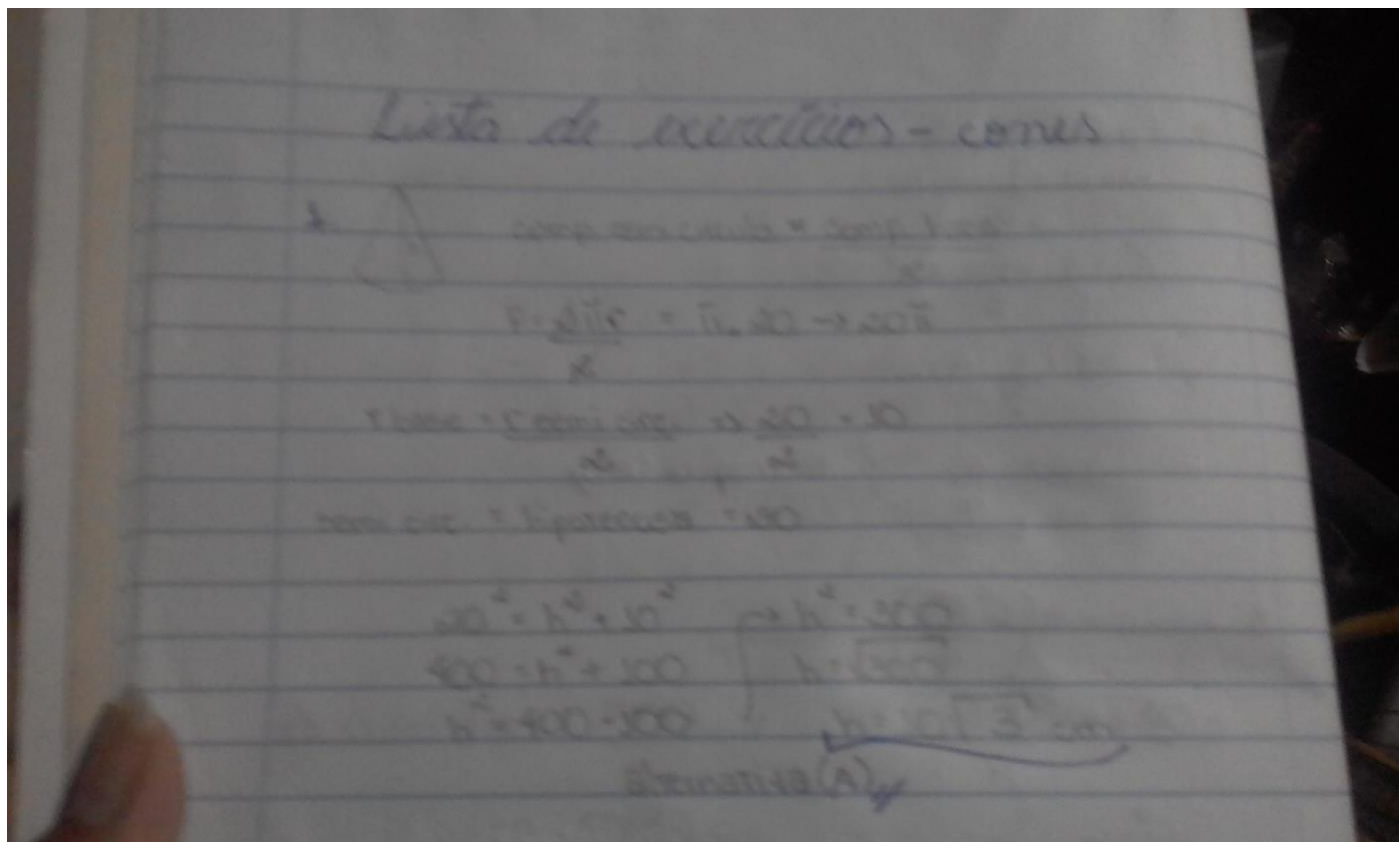 Lista de exercícios - cones
1. comp. semicirculo = comp. circ.
2
P = 2πr = π. 20 → 20π
2
r base = r semi circ. → 20 = 10
2 2
semi circ. = hipotenusa = 20
20² = h² + 10² → h² = 300
400 = h² + 100 h = √300
h² = 400 - 100 h = 10√3 cm
alternativa (A)